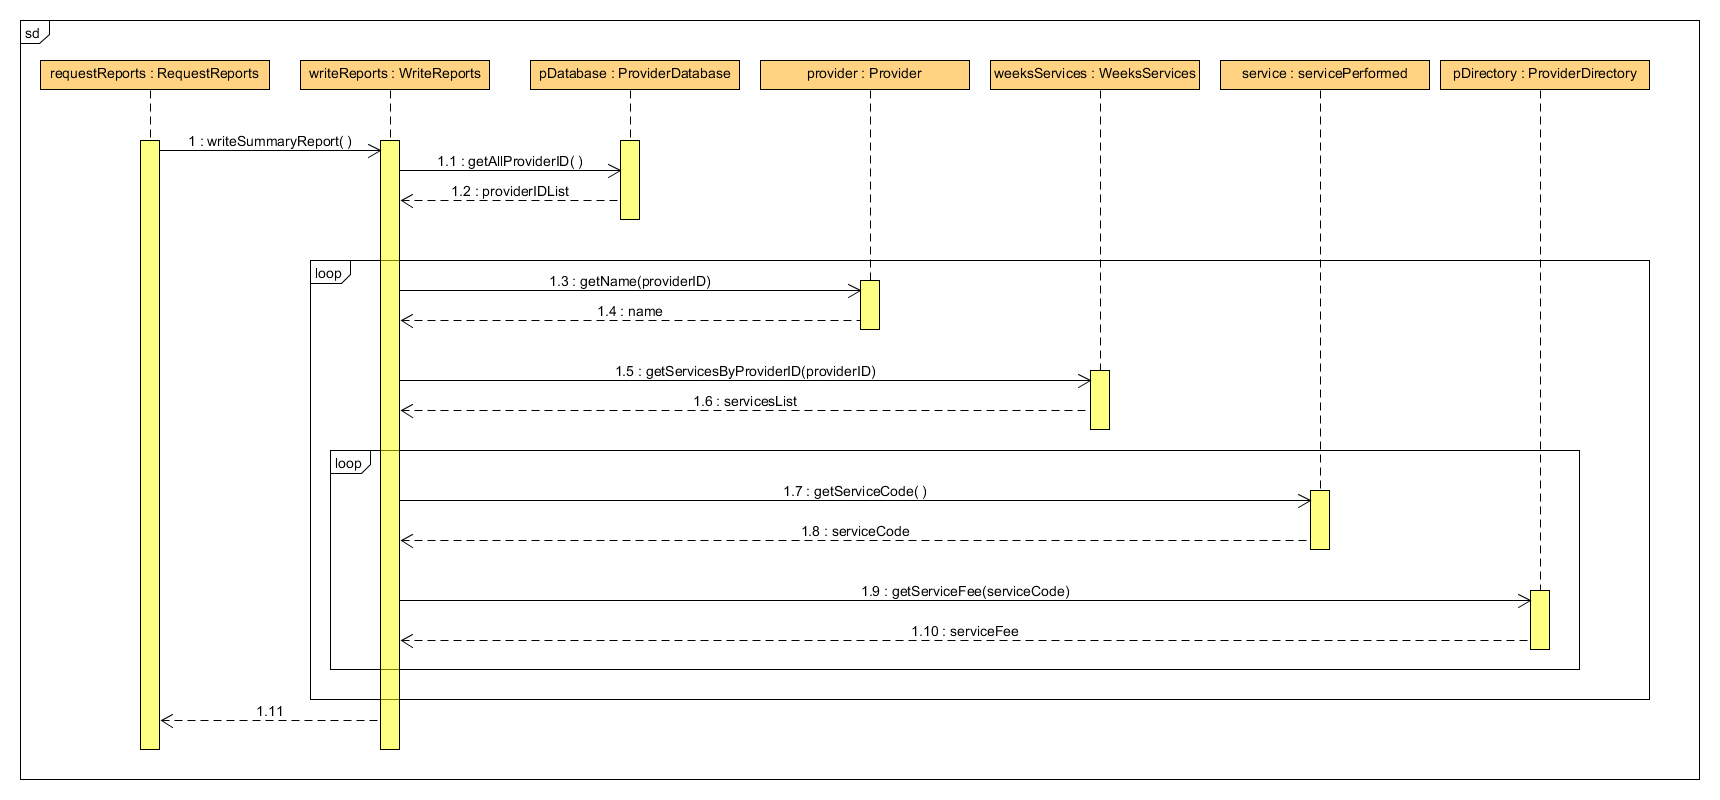 sd
requestReports : RequestReports
writeReports : WriteReports
pDatabase : ProviderDatabase
provider : Provider
weeksServices : WeeksServices
service : servicePerformed
pDirectory : ProviderDirectory
1 : writeSummaryReport( )
1.1 : getAllProviderID( )
1.2 : providerIDList
loop
1.3 : getName(providerID)
1.4 : name
1.5 : getServicesByProviderID(providerID)
1.6 : servicesList
loop
1.7 : getServiceCode( )
1.8 : serviceCode
1.9 : getServiceFee(serviceCode)
1.10 : serviceFee
1.11